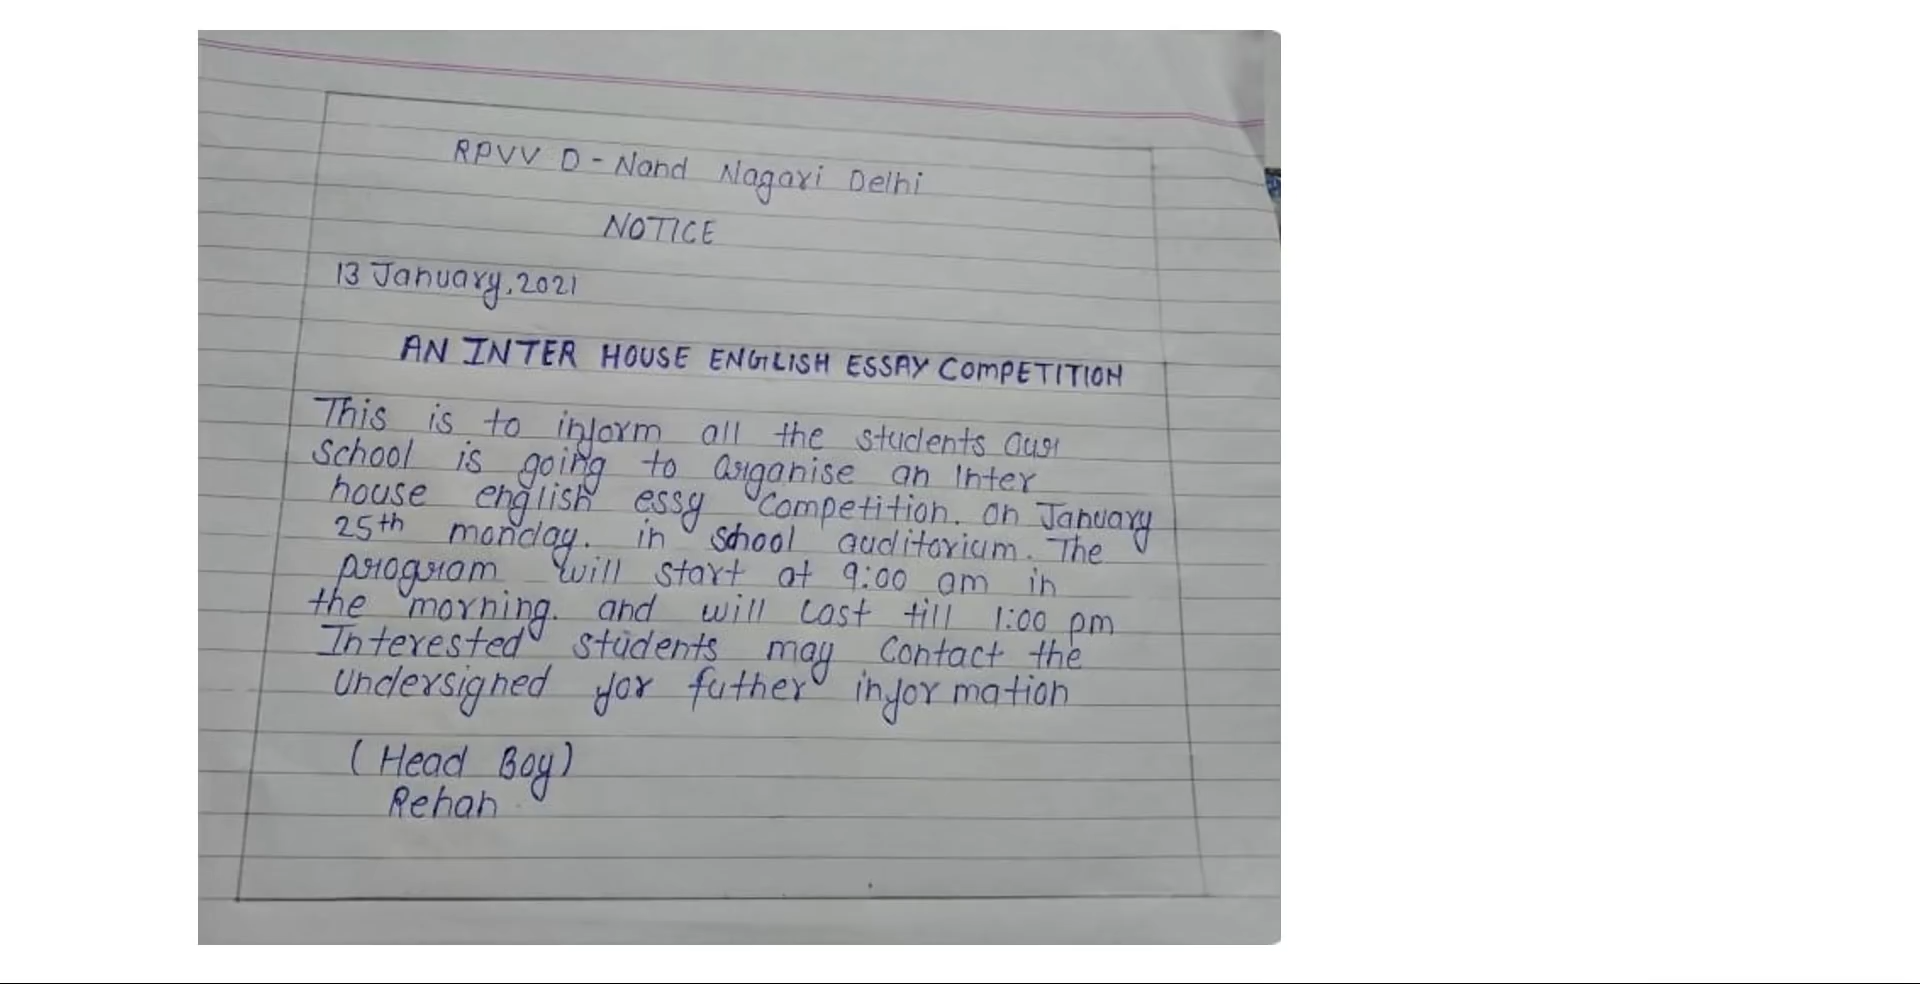 RPVV D-Nand Nagari Delhi
NOTICE
13 January, 2021
AN INTER HOUSE ENGLISH ESSAY COMPETITION
This is to inform all the students our
School is going to organise an Inter
house english essy competition. on January
25th monday. in school auditorium. The
program will start at 9:00 am in
the morning. and will last till 1:00 pm
Interested students may Contact the
Undersigned for futher information
(Head Boy)
Rehan